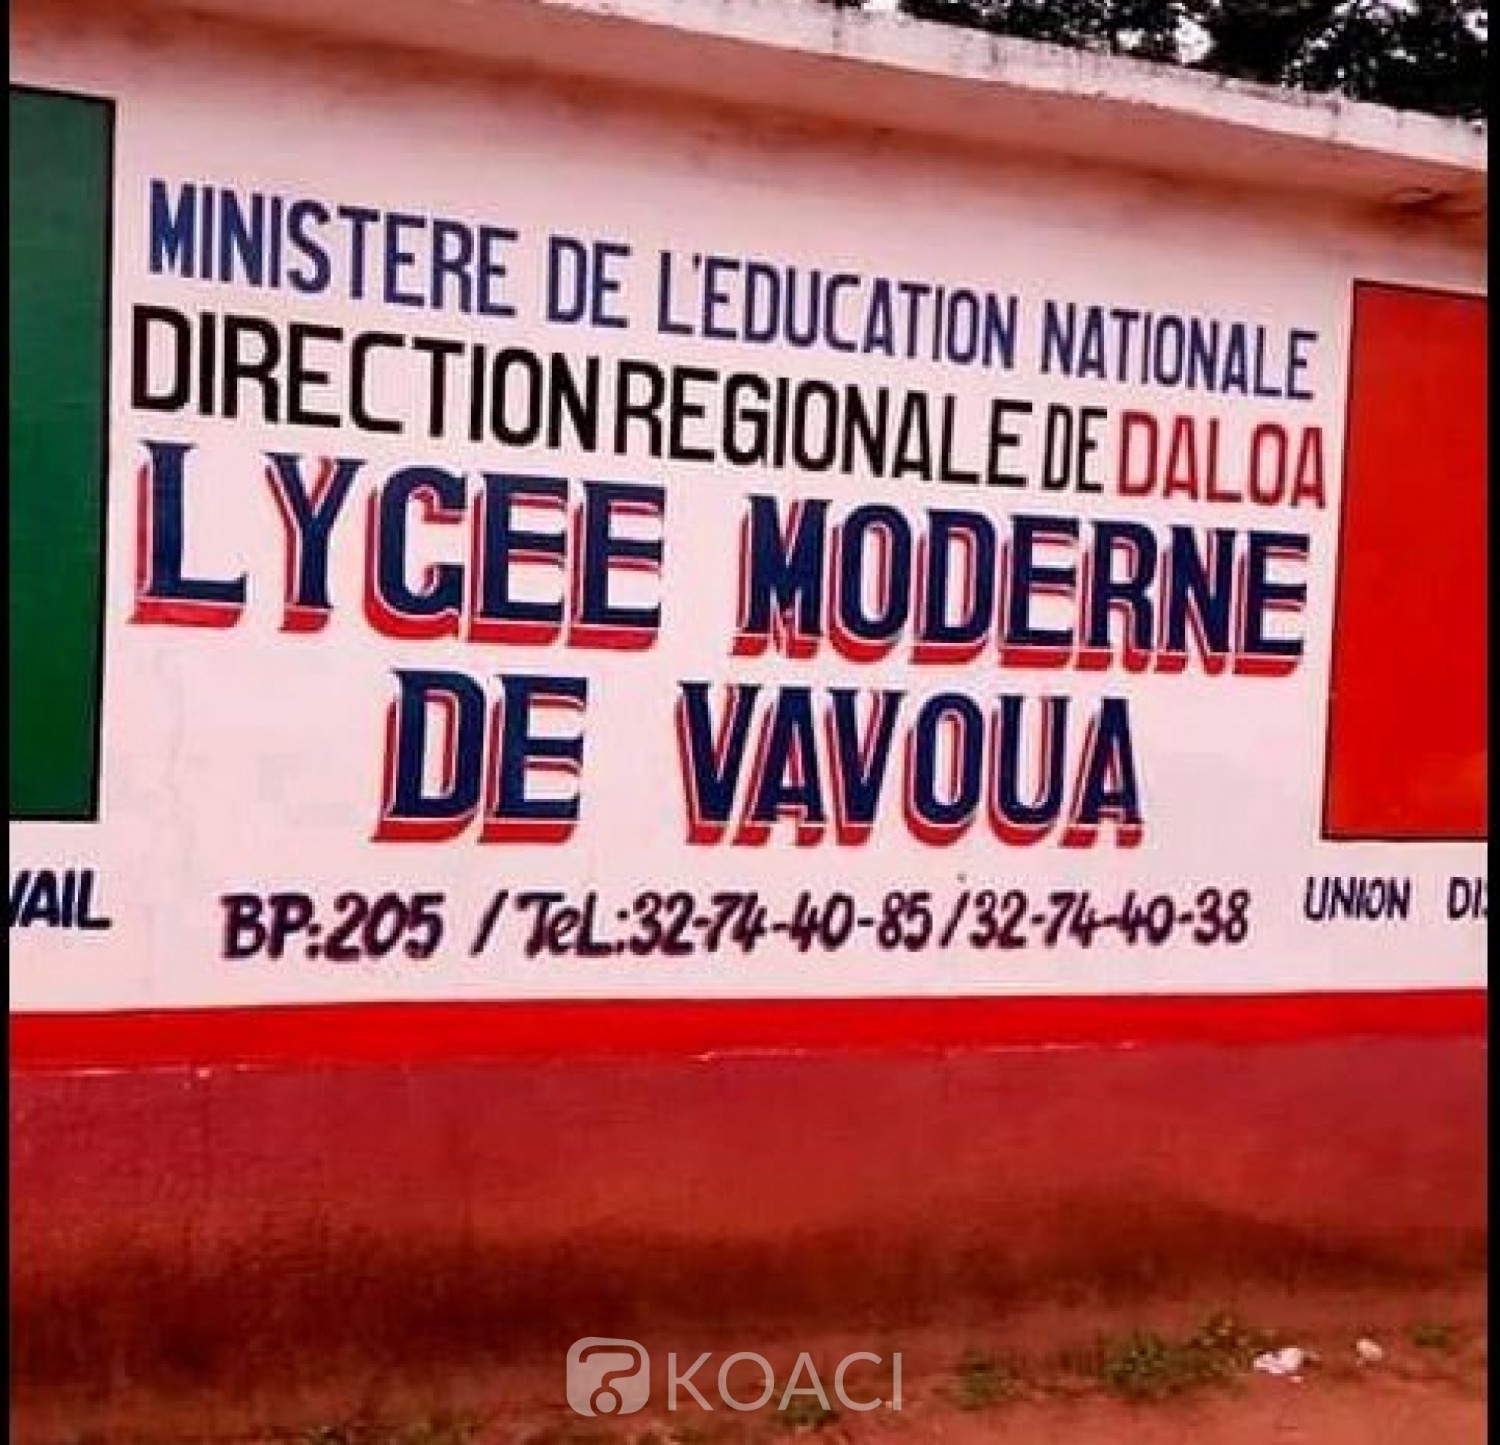 MINISTERE DE L'EDUCATION NATIONALE
DIRECTION REGIONALE DE DALOA
LYCEE MODERNE
DE VAVOUA
BP:205 / TeL:32-74-40-85/32-74-40-38
UNION
KOACI